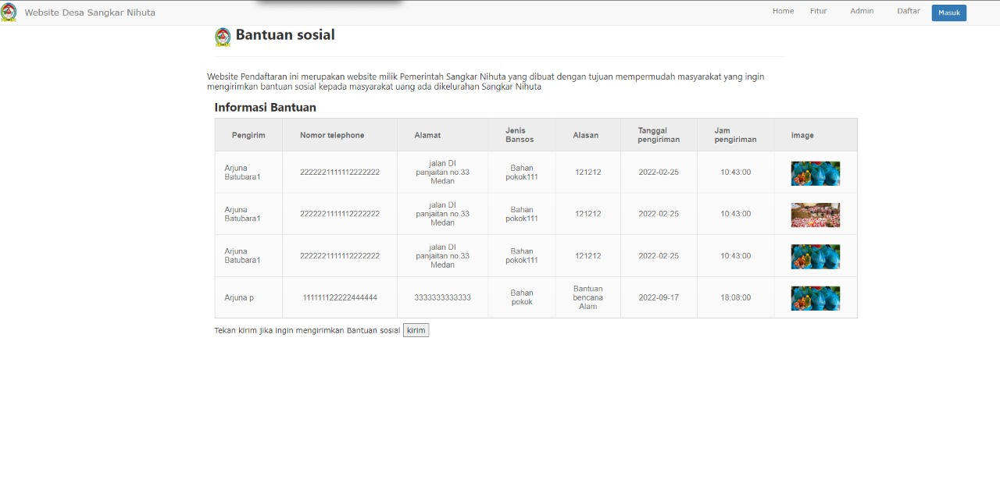 Website Desa Sangkar Nihuta
Home Fitur Admin Daftar Masuk
Bantuan sosial
Website Pendaftaran ini merupakan website milik Pemerintah Sangkar Nihuta yang dibuat dengan tujuan mempermudah masyarakat yang ingin
mengirimkan bantuan sosial kepada masyarakat uang ada dikelurahan Sangkar Nihuta
Informasi Bantuan
Pengirim Nomor telephone Alamat Jenis Bansos Alasan Tanggal pengiriman Jam pengiriman image
Arjuna Batubara1 2222221111112222222 jalan DI panjaitan no.33 Medan Bahan pokok111 121212 2022-02-25 10:43:00
Arjuna Batubara1 2222221111112222222 jalan DI panjaitan no.33 Medan Bahan pokok111 121212 2022-02-25 10:43:00
Arjuna Batubara1 2222221111112222222 jalan DI panjaitan no.33 Medan Bahan pokok111 121212 2022-02-25 10:43:00
Arjuna p 111111122222444444 3333333333333 Bahan pokok Bantuan bencana Alam 2022-09-17 18:08:00
Tekan kirim jika ingin mengirimkan Bantuan sosial kirim